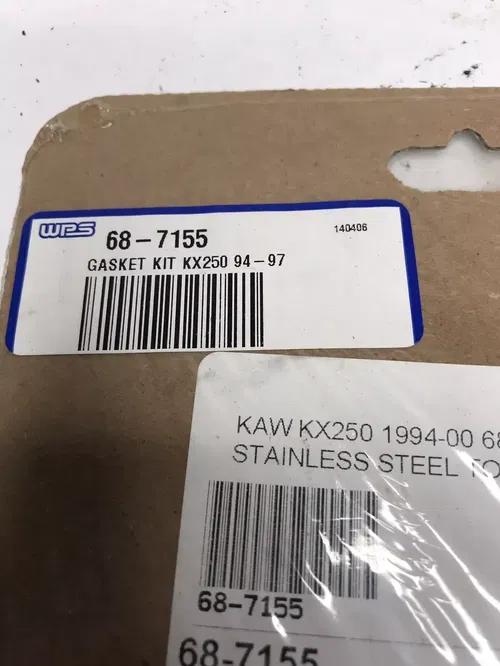 WPS 68-7155 140406
GASKET KIT KX250 94-97
KAW KX250 1994-00
STAINLESS STEEL
68-7155
68-7155